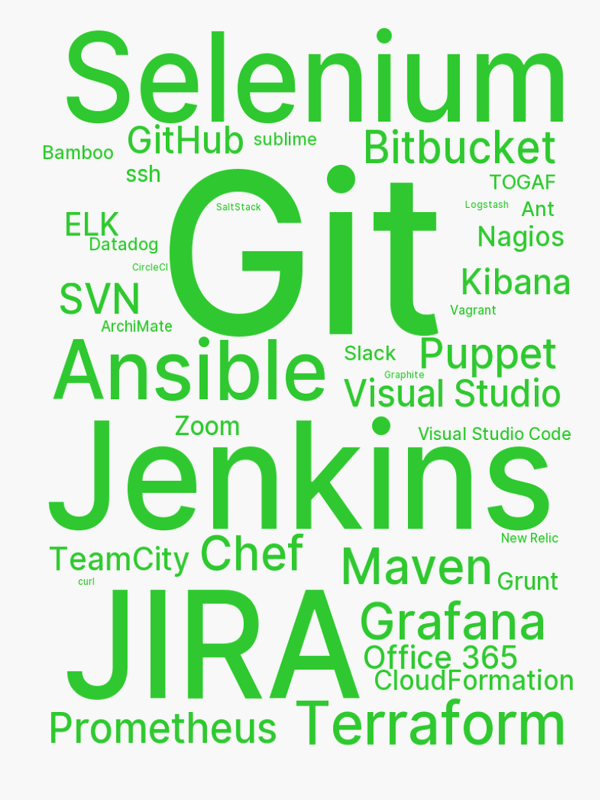 Selenium
GitHub
sublime
Bitbucket
Bamboo
ssh
TOGAF
Git
SaltStack
Logstash
Ant
ELK
Datadog
Nagios
CircleCI
Kibana
SVN
Vagrant
ArchiMate
Ansible
Slack
Puppet
Graphite
Visual Studio
Zoom
Visual Studio Code
Jenkins
New Relic
TeamCity
Chef
Maven
curl
Grunt
JIRA
Grafana
Office 365
CloudFormation
Prometheus
Terraform